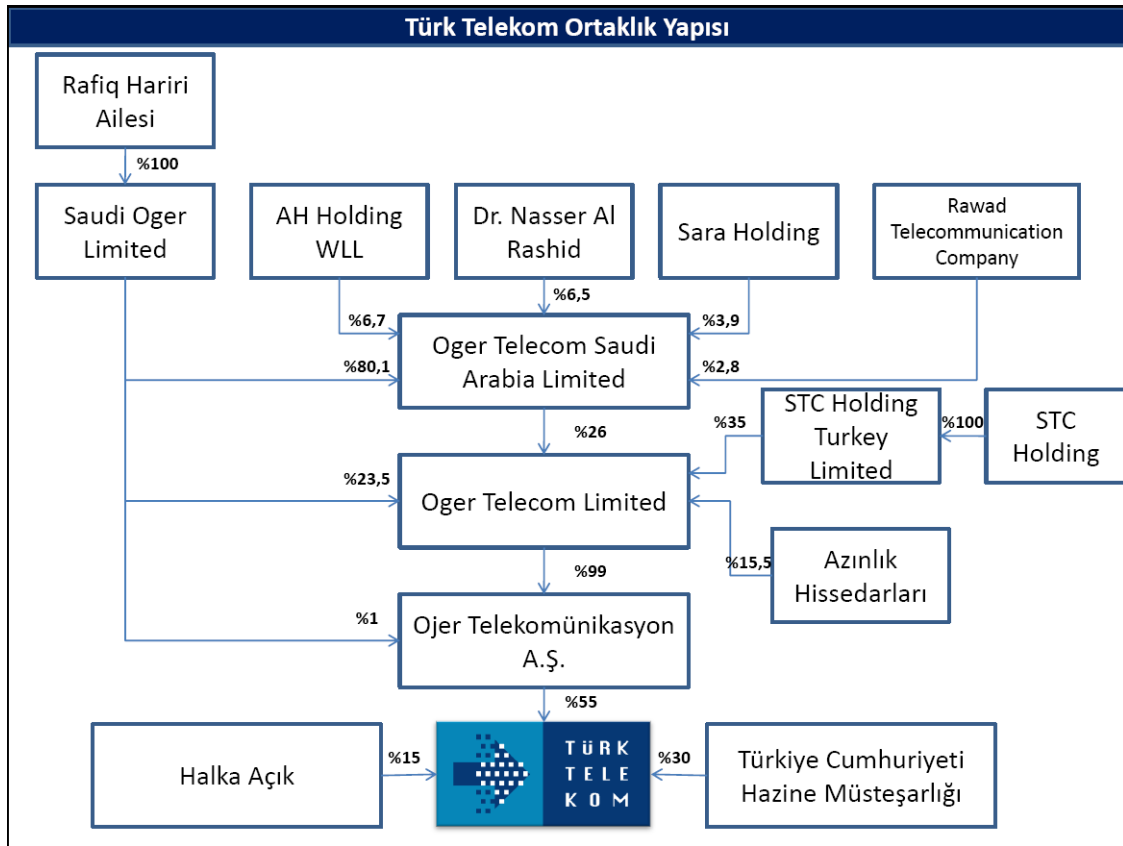 Türk Telekom Ortaklık Yapısı
Rafiq Hariri
Ailesi
%100
Saudi Oger
Limited
AH Holding
WLL
Dr. Nasser Al
Rashid
Sara Holding
Rawad
Telecommunication
Company
%6,7
%6,5
%3,9
%80,1
%2,8
Oger Telecom Saudi
Arabia Limited
%26
STC Holding
Turkey
Limited
%35
%100
STC
Holding
%23,5
Oger Telecom Limited
%15,5
Azınlık
Hissedarları
%99
%1
Ojer Telekomünikasyon
A.Ş.
%55
Halka Açık
%15
TÜRK
TELE
KOM
%30
Türkiye Cumhuriyeti
Hazine Müsteşarlığı